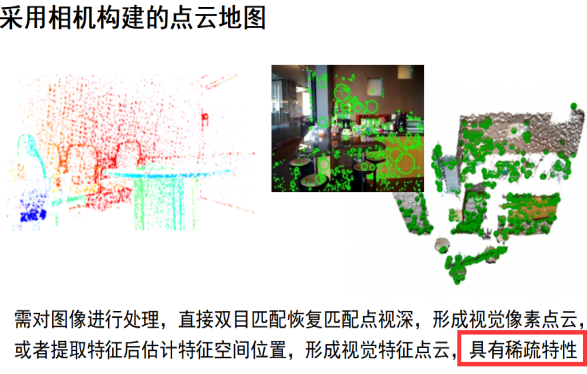 采用相机构建的点云地图
需对图像进行处理，直接双目匹配恢复匹配点视深，形成视觉像素点云，
或者提取特征后估计特征空间位置，形成视觉特征点云，具有稀疏特性